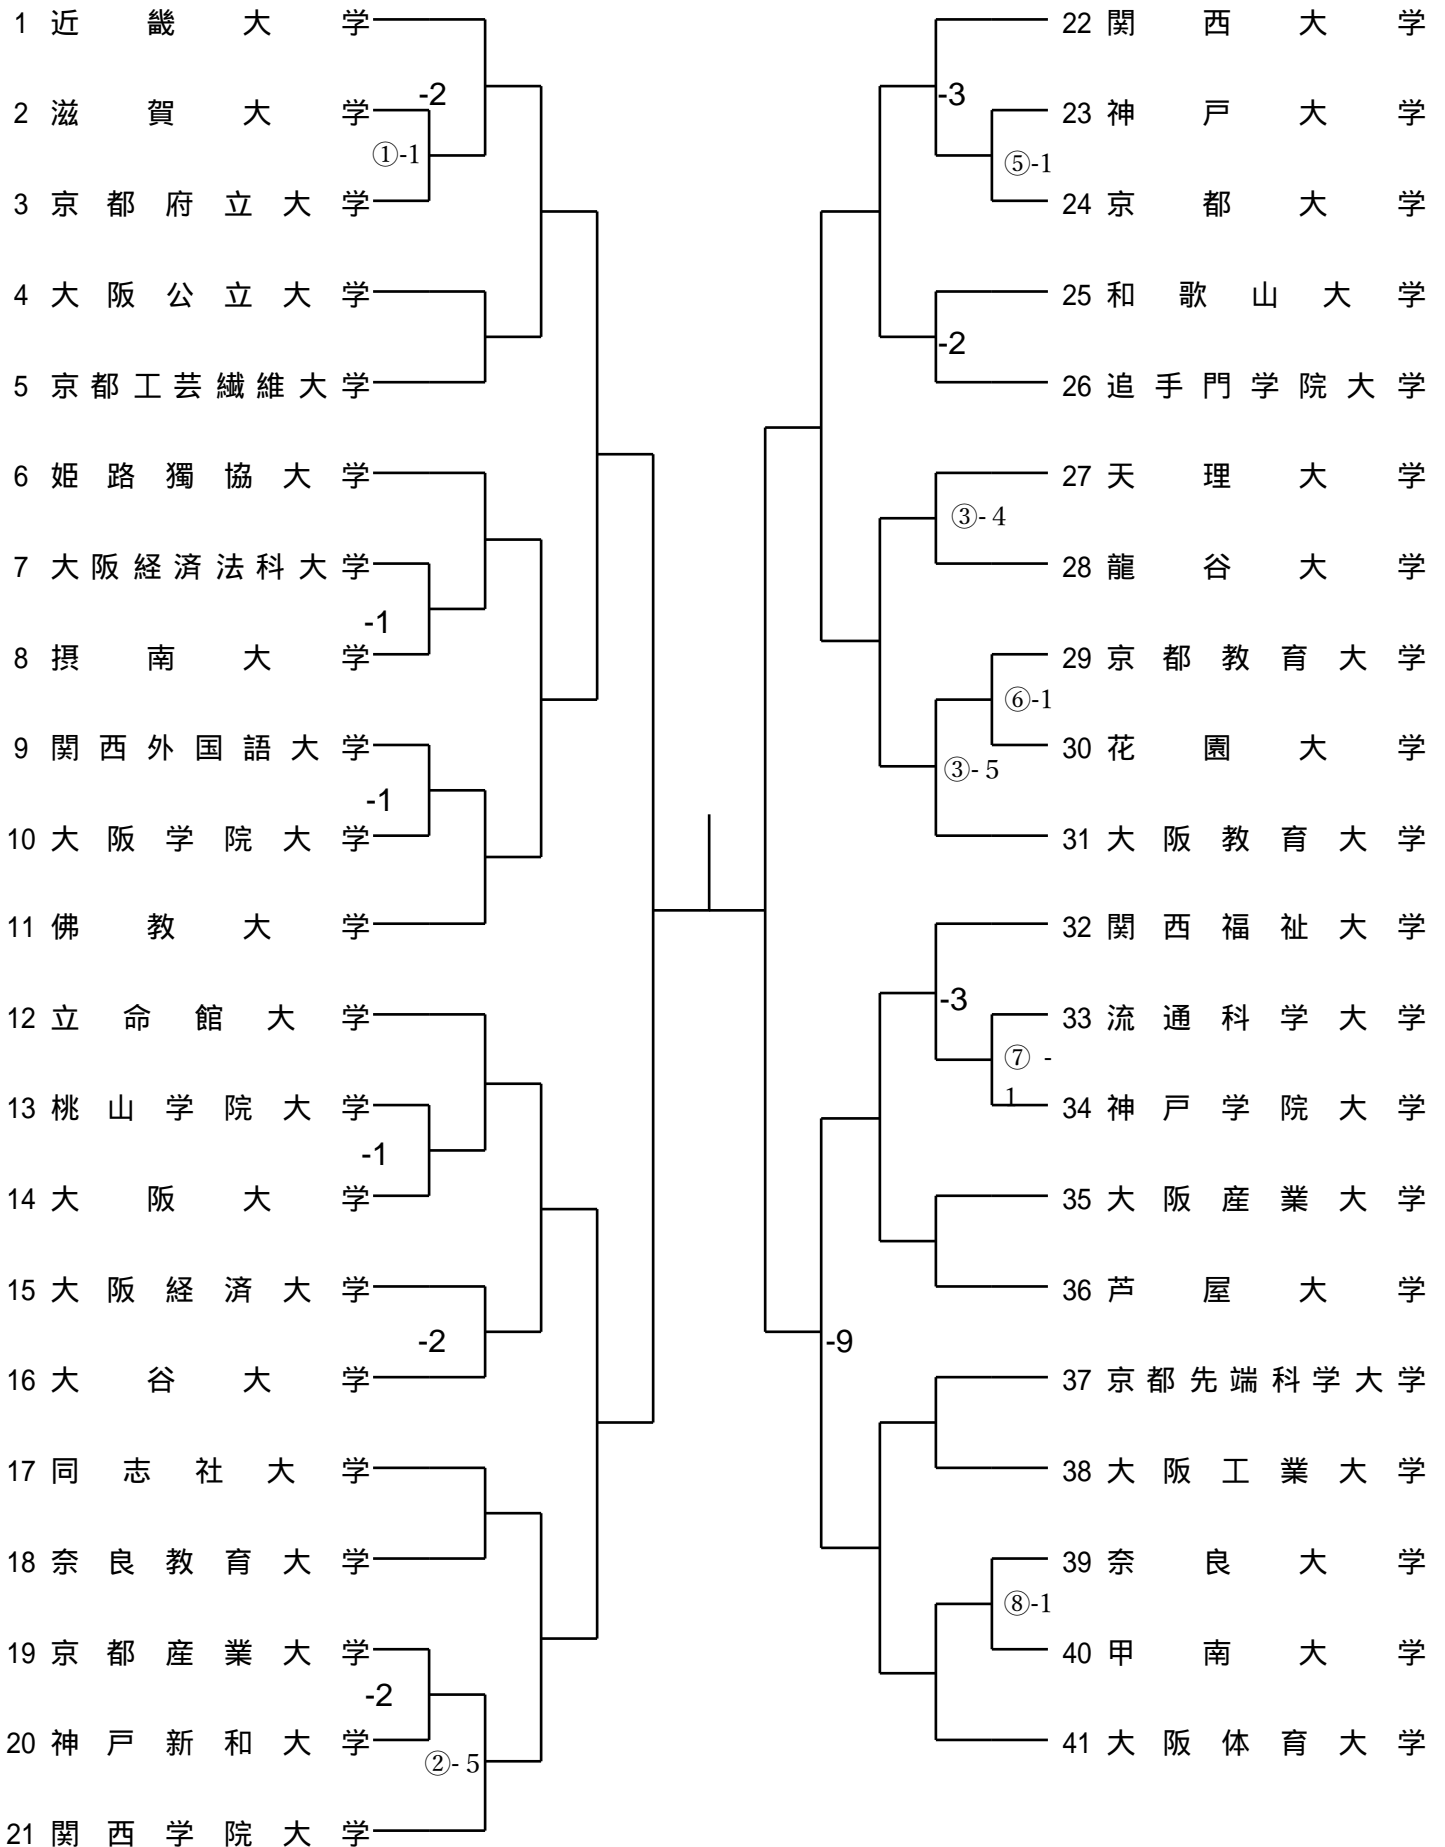 1 近畿大学
-2
2 滋賀大学
①-1
3 京都府立大学
4 大阪公立大学
5 京都工芸繊維大学
6 姫路獨協大学
7 大阪経済法科大学
-1
8 摂南大学
9 関西外国語大学
-1
10 大阪学院大学
11 佛教大学
12 立命館大学
13 桃山学院大学
-1
14 大阪大学
15 大阪経済大学
-2
16 大谷大学
17 同志社大学
18 奈良教育大学
19 京都産業大学
-2
20 神戸新和大学
②- 5
21 関西学院大学
22 関西大学
-3
23 神戸大学
⑤-1
24 京都大学
25 和歌山大学
-2
26 追手門学院大学
27 天理大学
③- 4
28 龍谷大学
29 京都教育大学
⑥-1
30 花園大学
③- 5
31 大阪教育大学
32 関西福祉大学
-3
33 流通科学大学
⑦ -
1
34 神戸学院大学
35 大阪産業大学
36 芦屋大学
-9
37 京都先端科学大学
38 大阪工業大学
39 奈良大学
⑧-1
40 甲南大学
41 大阪体育大学